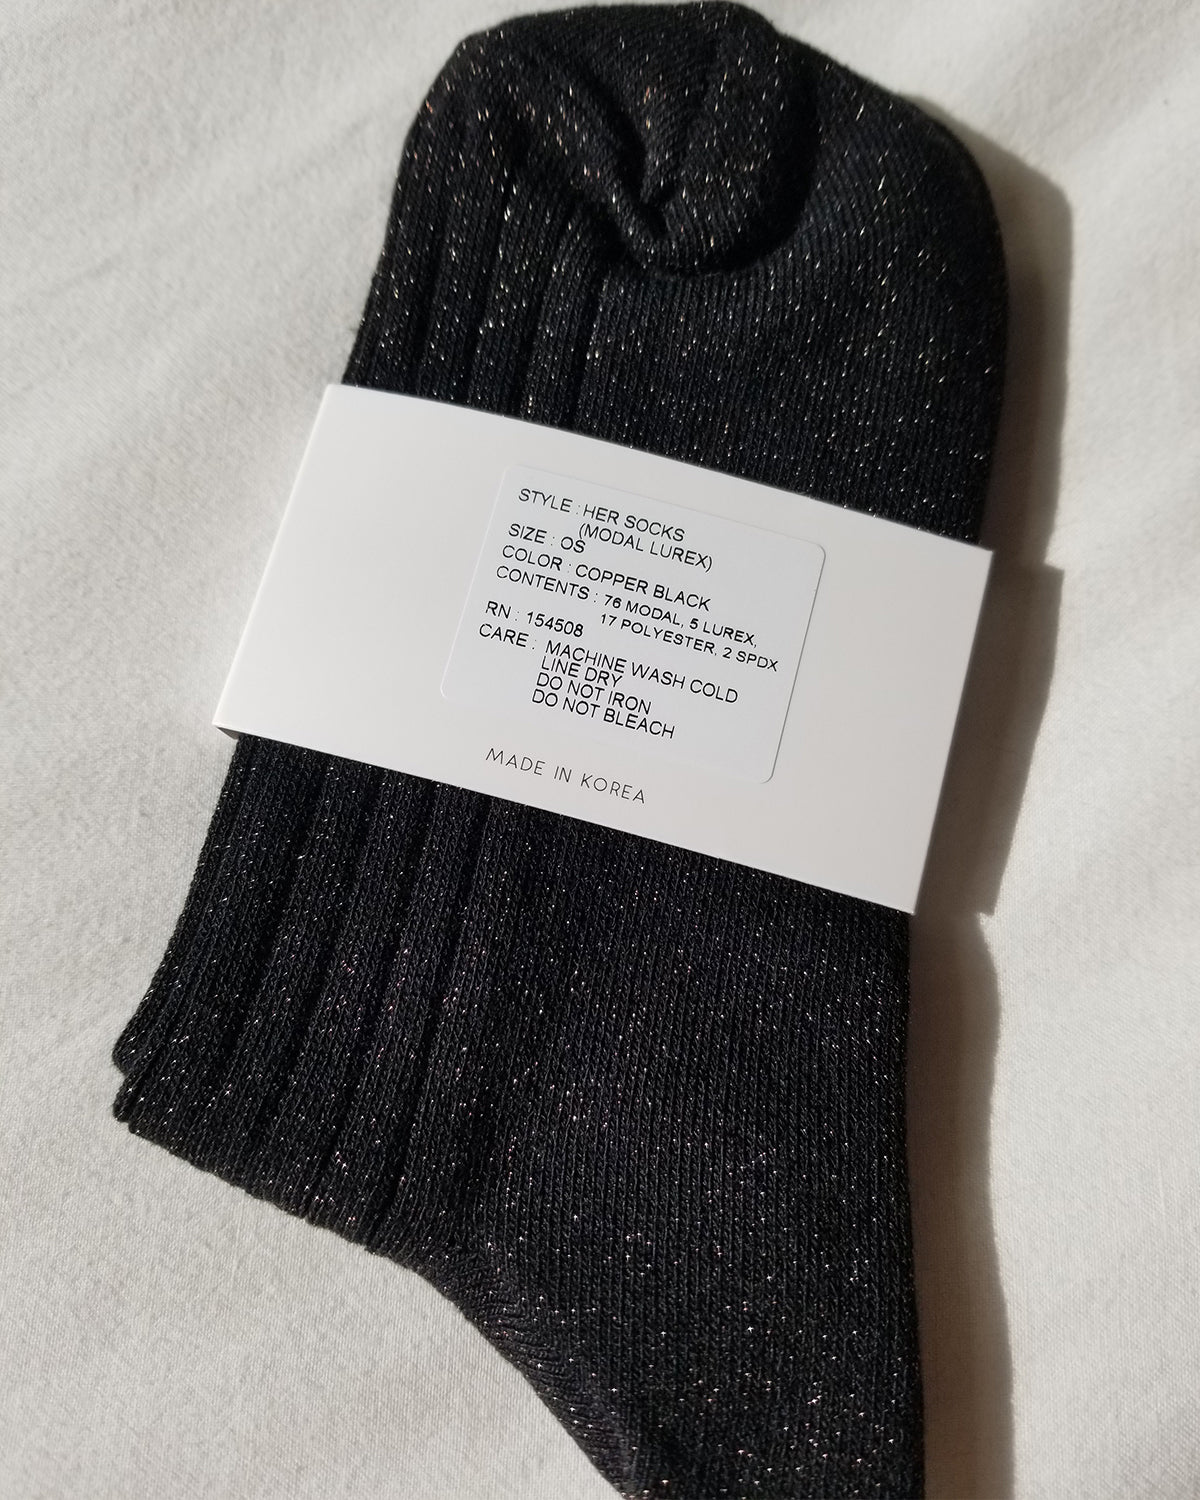 STYLE : HER SOCKS
(MODAL LUREX)
SIZE : OS
COLOR : COPPER BLACK
CONTENTS : 76 MODAL, 5 LUREX,
17 POLYESTER, 2 SPDX
RN : 154508
CARE : MACHINE WASH COLD
LINE DRY
DO NOT IRON
DO NOT BLEACH
MADE IN KOREA